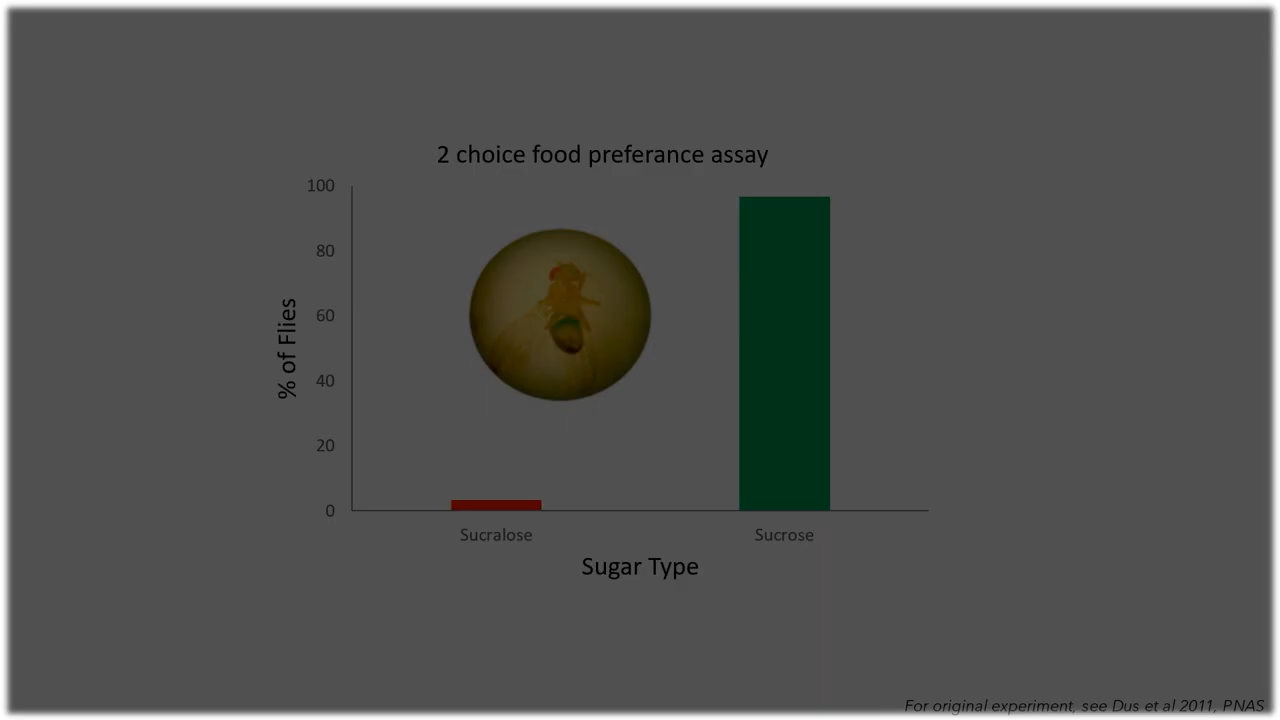 2 choice food preferance assay
100
80
60
40
20
0
% of Flies
Sucralose
Sucrose
Sugar Type
For original experiment, see Dus et al 2011, PNAS